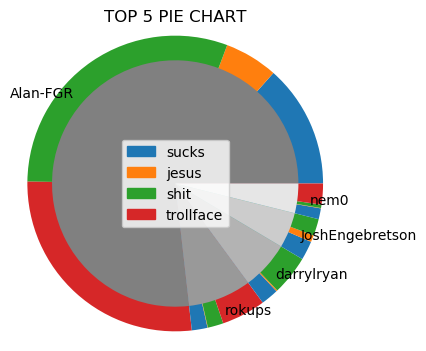 TOP 5 PIE CHART
Alan-FGR
sucks
jesus
shit
trollface
nem0
JoshEngebretson
darrylryan
rokups